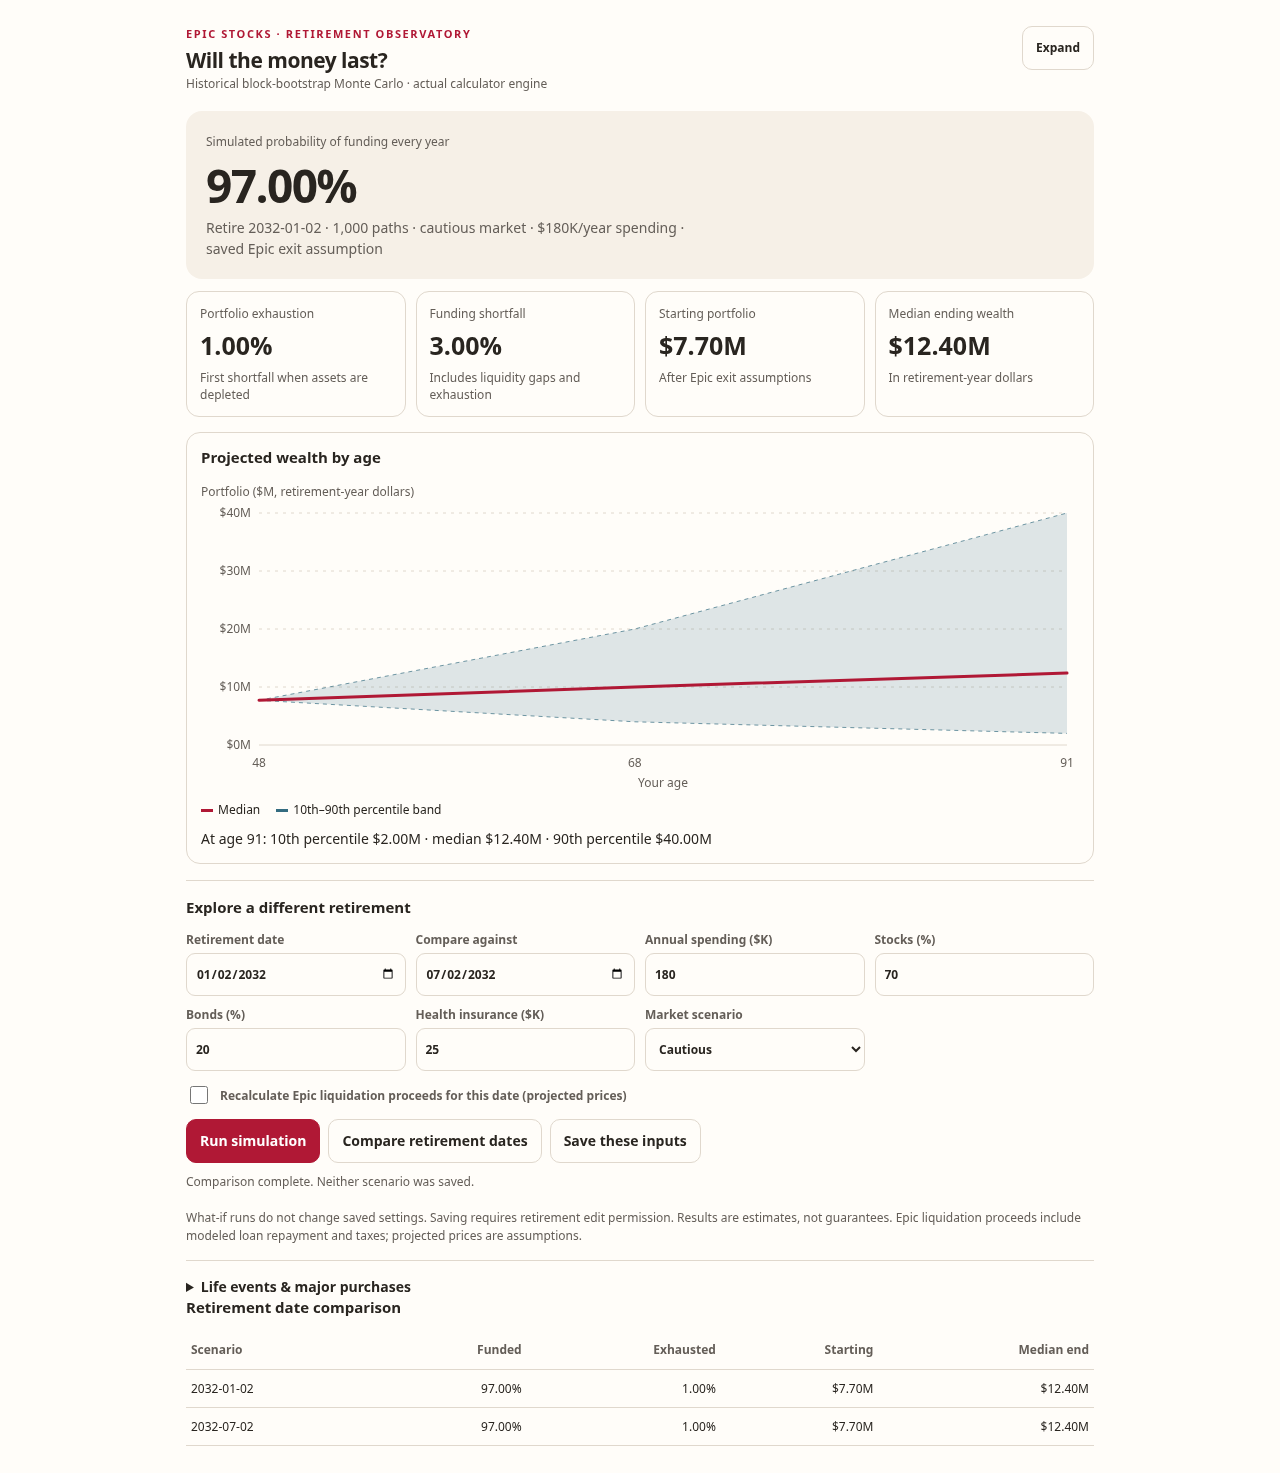 EPIC STOCKS · RETIREMENT OBSERVATORY
Will the money last?
Historical block-bootstrap Monte Carlo · actual calculator engine
Expand
Simulated probability of funding every year
97.00%
Retire 2032-01-02 · 1,000 paths · cautious market · $180K/year spending ·
saved Epic exit assumption
Portfolio exhaustion
1.00%
First shortfall when assets are
depleted
Funding shortfall
3.00%
Includes liquidity gaps and
exhaustion
Starting portfolio
$7.70M
After Epic exit assumptions
Median ending wealth
$12.40M
In retirement-year dollars
Projected wealth by age
Portfolio ($M, retirement-year dollars)
$40M
$30M
$20M
$10M
$0M
48 68 91
Your age
Median 10th–90th percentile band
At age 91: 10th percentile $2.00M · median $12.40M · 90th percentile $40.00M
Explore a different retirement
Retirement date Compare against Annual spending ($K) Stocks (%)
01/02/2032 07/02/2032 180 70
Bonds (%) Health insurance ($K) Market scenario
20 25 Cautious
Recalculate Epic liquidation proceeds for this date (projected prices)
Run simulation Compare retirement dates Save these inputs
Comparison complete. Neither scenario was saved.
What-if runs do not change saved settings. Saving requires retirement edit permission. Results are estimates, not guarantees. Epic liquidation proceeds include
modeled loan repayment and taxes; projected prices are assumptions.
Life events & major purchases
Retirement date comparison
Scenario Funded Exhausted Starting Median end
2032-01-02 97.00% 1.00% $7.70M $12.40M
2032-07-02 97.00% 1.00% $7.70M $12.40M